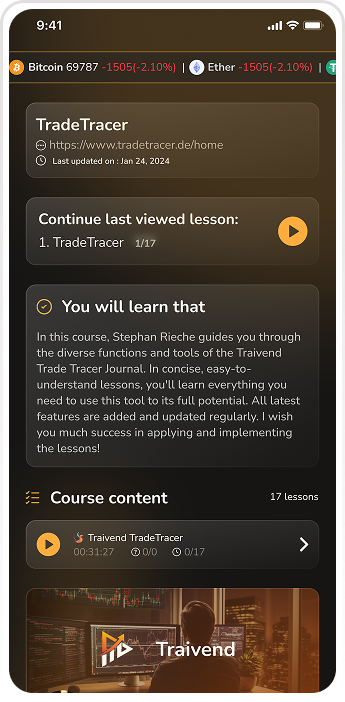 9:41
Bitcoin 69787 -1505(-2.10%) | Ether -1505(-2.10%) |
TradeTracer
https://www.tradetracer.de/home
Last updated on : Jan 24, 2024
Continue last viewed lesson:
1. TradeTracer 1/17
You will learn that
In this course, Stephan Rieche guides you through
the diverse functions and tools of the Traivend
Trade Tracer Journal. In concise, easy-to-
understand lessons, you'll learn everything you
need to use this tool to its full potential. All latest
features are added and updated regularly. I wish
you much success in applying and implementing
the lessons!
Course content 17 lessons
Traivend TradeTracer
00:31:27 0/0 0/17
Traivend